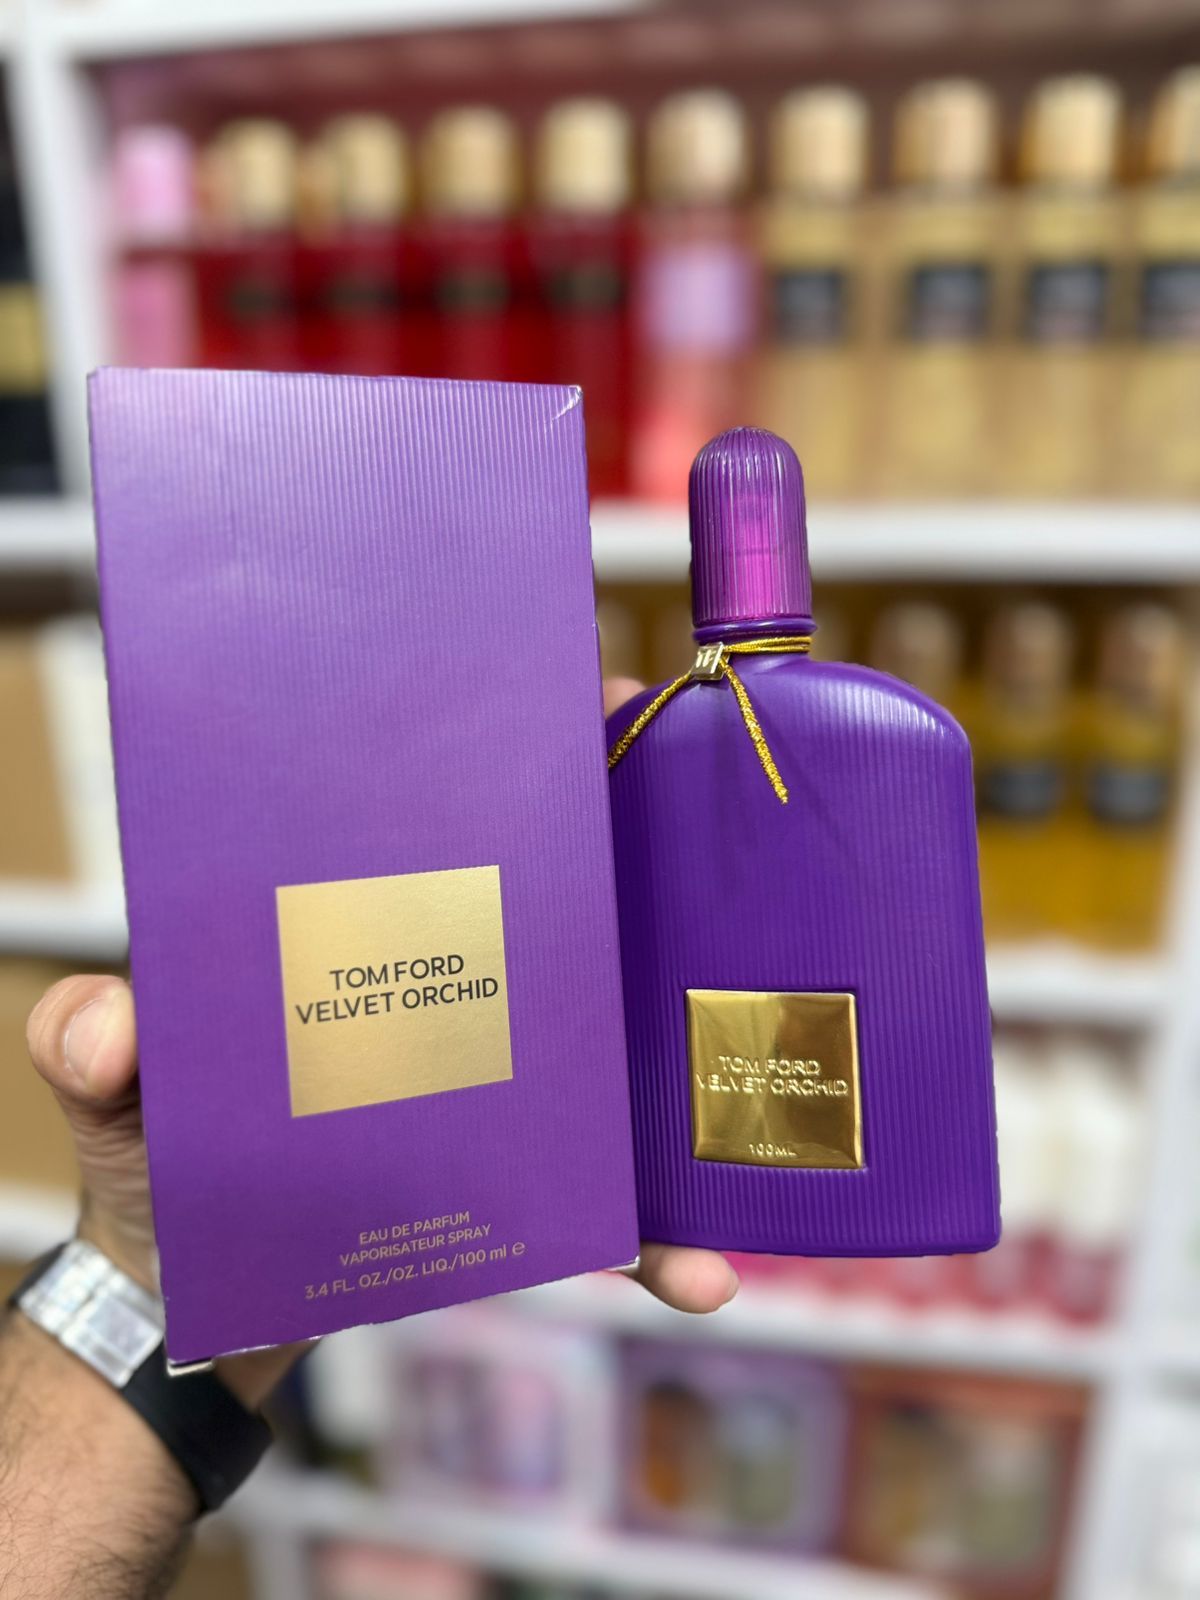 TOM FORD
VELVET ORCHID
EAU DE PARFUM
VAPORISATEUR SPRAY
3.4 FL. OZ./OZ. LIQ./100 ml ℮
TOM FORD
VELVET ORCHID
100ML